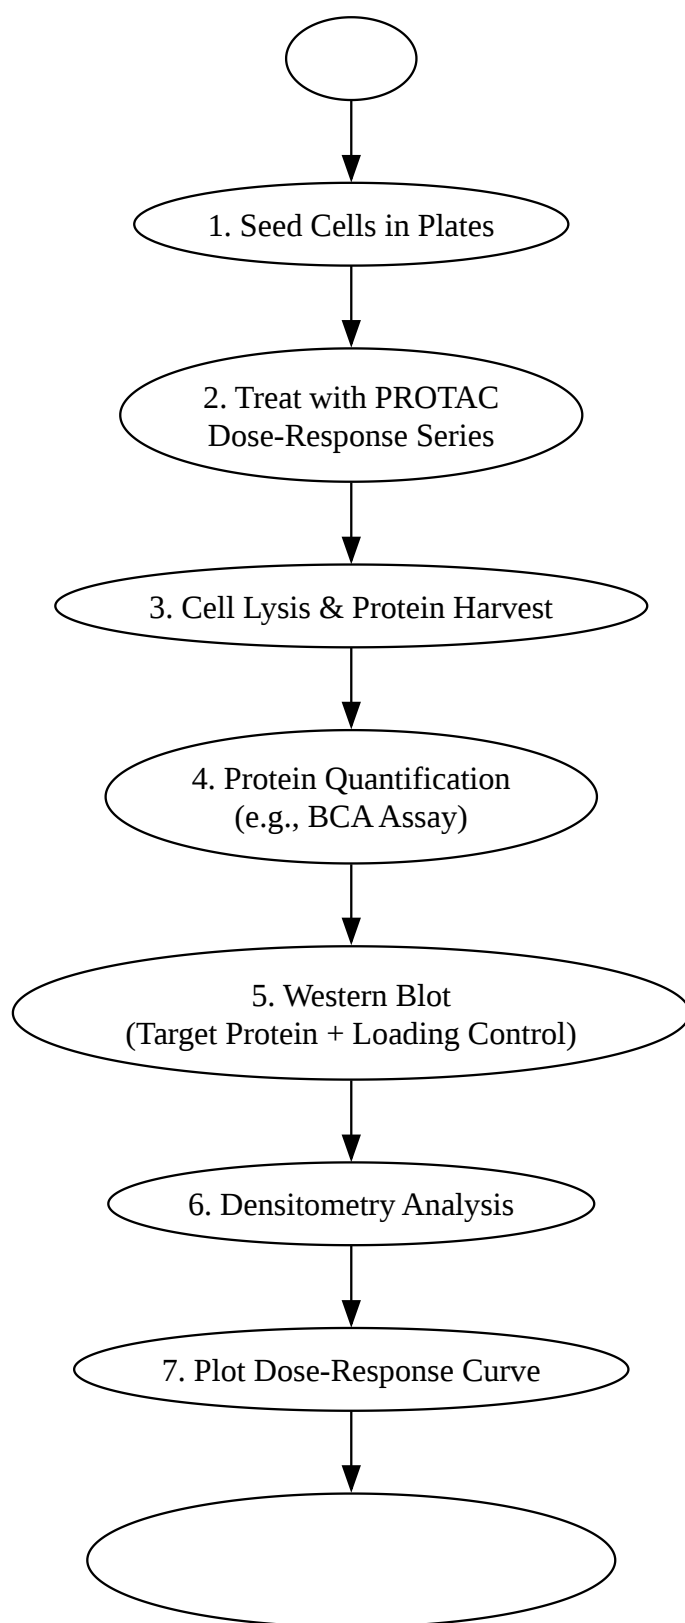 1. Seed Cells in Plates
2. Treat with PROTAC
Dose-Response Series
3. Cell Lysis & Protein Harvest
4. Protein Quantification
(e.g., BCA Assay)
5. Western Blot
(Target Protein + Loading Control)
6. Densitometry Analysis
7. Plot Dose-Response Curve